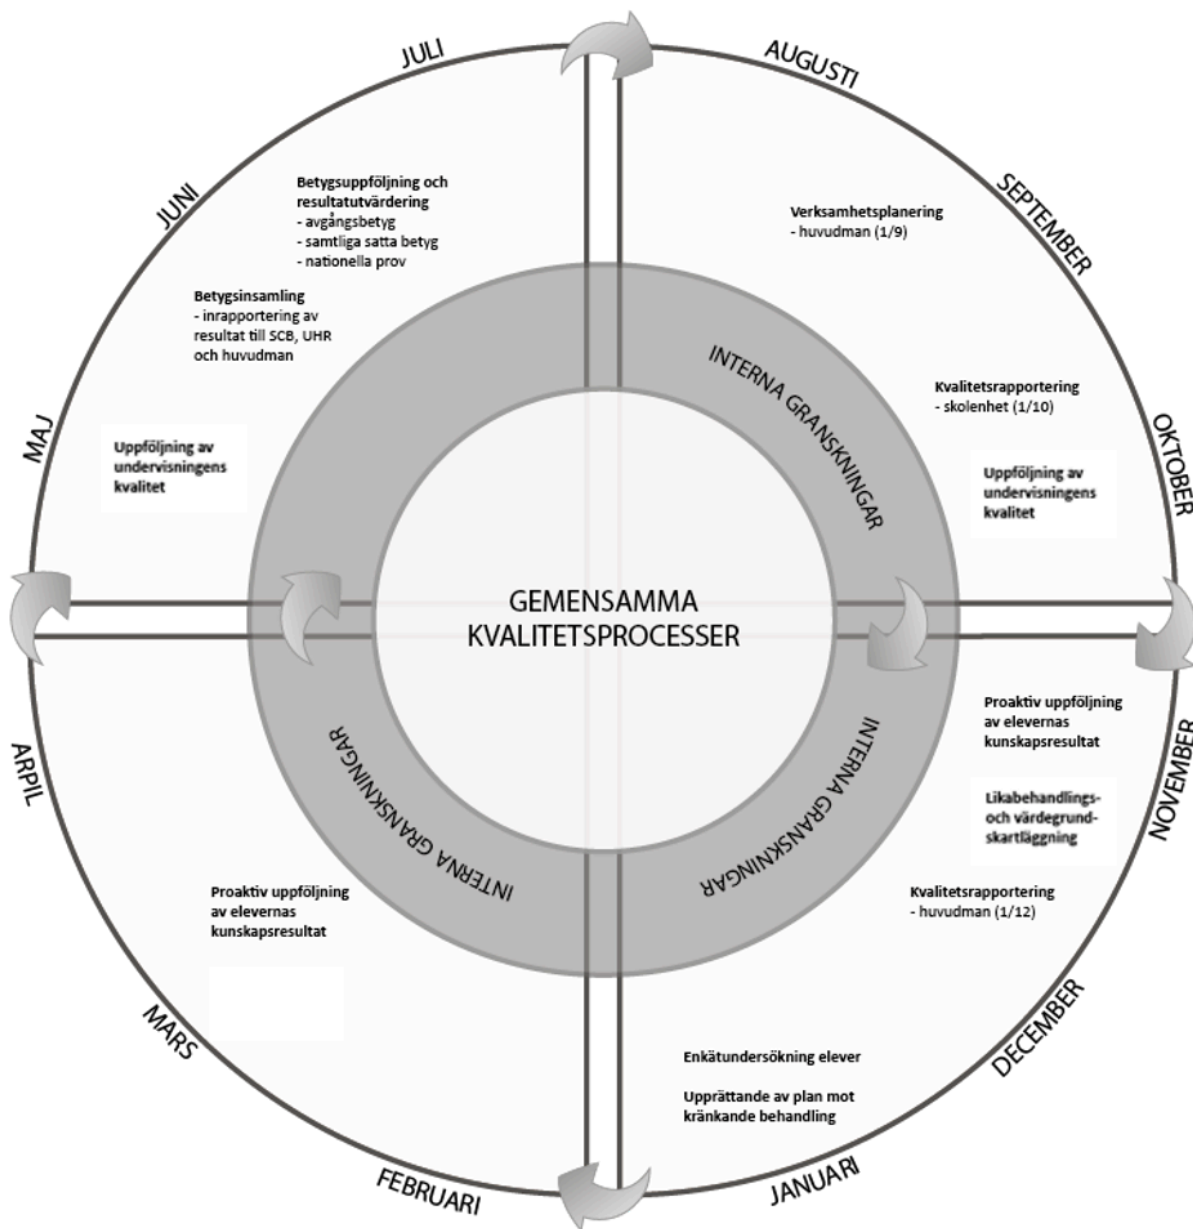 JULI
AUGUSTI
JUNI
SEPTEMBER
Betygsuppföljning och
resultatutvärdering
- avgångsbetyg
- samtliga satta betyg
- nationella prov
Verksamhetsplanering
- huvudman (1/9)
Betygsinsamling
- inrapportering av
resultat till SCB, UHR
och huvudman
INTERNA GRANSKNINGAR
Kvalitetsrapportering
- skolenhet (1/10)
MAJ
OKTOBER
Uppföljning av
undervisningens
kvalitet
Uppföljning av
undervisningens
kvalitet
GEMENSAMMA
KVALITETSPROCESSER
Proaktiv uppföljning
av elevernas
kunskapsresultat
NOVEMBER
ARPIL
INTERNA GRANSKNINGAR
INTERNA GRANSKNINGAR
Likabehandlings-
och värdegrund-
skartläggning
Proaktiv uppföljning
av elevernas
kunskapsresultat
Kvalitetsrapportering
- huvudman (1/12)
MARS
DECEMBER
Enkätundersökning elever
Upprättande av plan mot
kränkande behandling
FEBRUARI
JANUARI